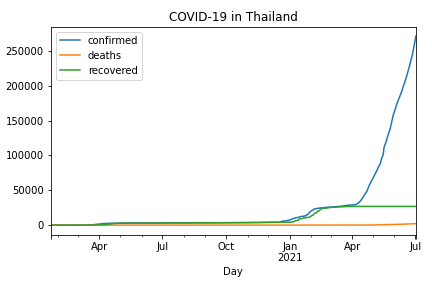 COVID-19 in Thailand
confirmed
deaths
recovered
250000
200000
150000
100000
50000
0
Apr Jul Oct Jan Apr Jul
2021
Day